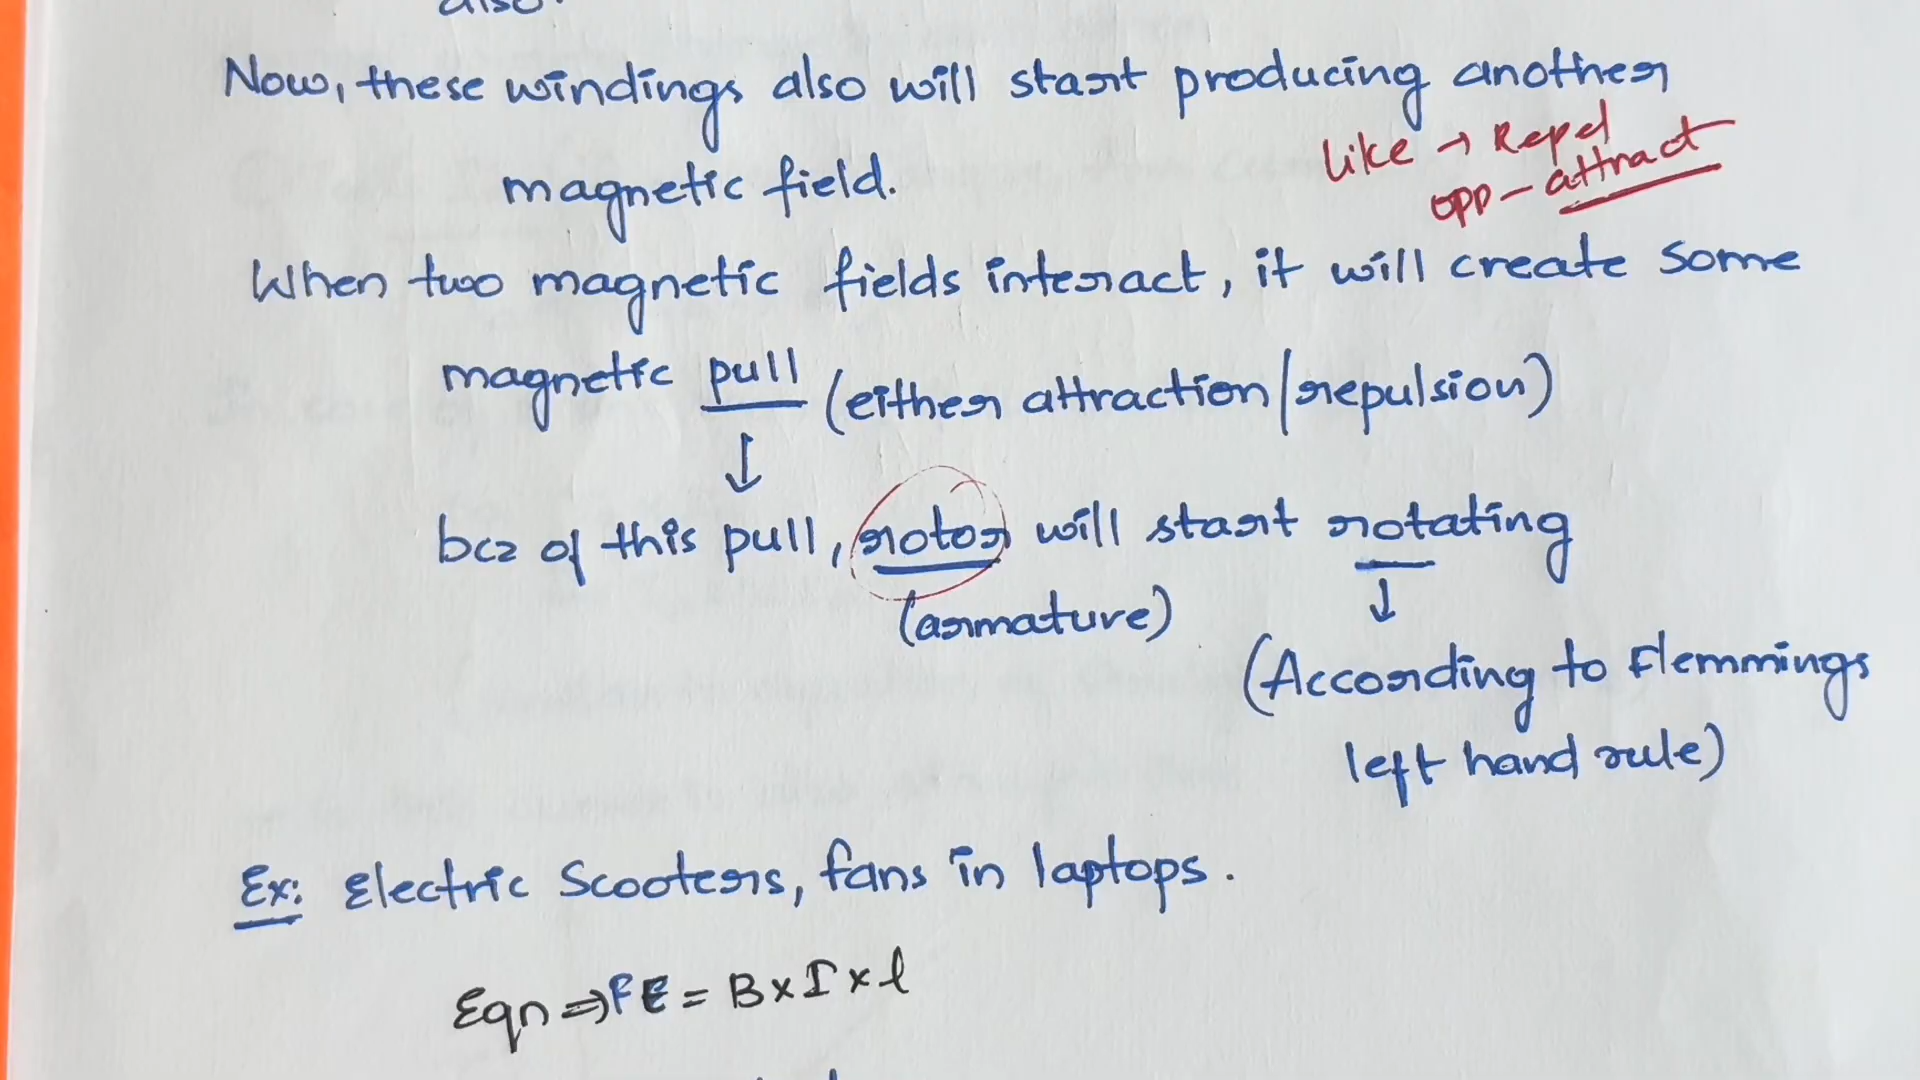 also.
Now, these windings also will start producing another
magnetic field.
Like → Repel
opp – attract
When two magnetic fields interact, it will create some
magnetic pull (either attraction/repulsion)
↓
bcz of this pull, rotor will start rotating
(armature)
↓
(According to Flemmings
left hand rule)
Ex: Electric Scooters, fans in laptops.
Eqn ⇒ F = B x I x l